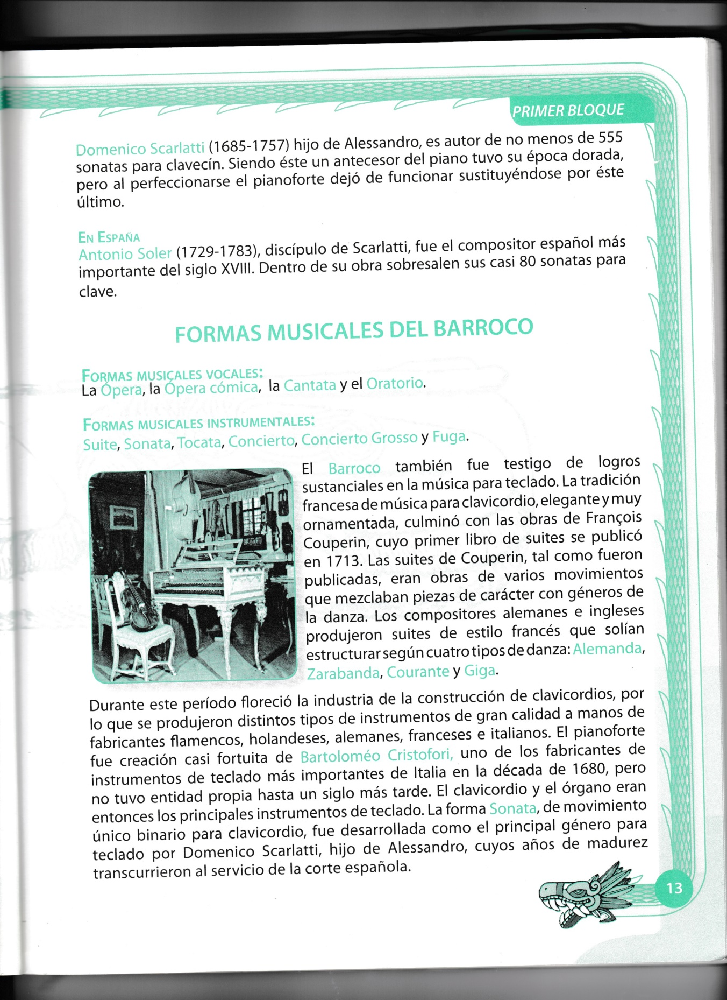 PRIMER BLOQUE
Domenico Scarlatti (1685-1757) hijo de Alessandro, es autor de no menos de 555
sonatas para clavecín. Siendo éste un antecesor del piano tuvo su época dorada,
pero al perfeccionarse el pianoforte dejó de funcionar sustituyéndose por éste
último.
EN ESPAÑA
Antonio Soler (1729-1783), discípulo de Scarlatti, fue el compositor español más
importante del siglo XVIII. Dentro de su obra sobresalen sus casi 80 sonatas para
clave.
FORMAS MUSICALES DEL BARROCO
FORMAS MUSICALES VOCALES:
La Ópera, la Ópera cómica, la Cantata y el Oratorio.
FORMAS MUSICALES INSTRUMENTALES:
Suite, Sonata, Tocata, Concierto, Concierto Grosso y Fuga.
El Barroco también fue testigo de logros
sustanciales en la música para teclado. La tradición
francesa de música para clavicordio, elegante y muy
ornamentada, culminó con las obras de François
Couperin, cuyo primer libro de suites se publicó
en 1713. Las suites de Couperin, tal como fueron
publicadas, eran obras de varios movimientos
que mezclaban piezas de carácter con géneros de
la danza. Los compositores alemanes e ingleses
produjeron suites de estilo francés que solían
estructurar según cuatro tipos de danza: Alemanda,
Zarabanda, Courante y Giga.
Durante este período floreció la industria de la construcción de clavicordios, por
lo que se produjeron distintos tipos de instrumentos de gran calidad a manos de
fabricantes flamencos, holandeses, alemanes, franceses e italianos. El pianoforte
fue creación casi fortuita de Bartoloméo Cristofori, uno de los fabricantes de
instrumentos de teclado más importantes de Italia en la década de 1680, pero
no tuvo entidad propia hasta un siglo más tarde. El clavicordio y el órgano eran
entonces los principales instrumentos de teclado. La forma Sonata, de movimiento
único binario para clavicordio, fue desarrollada como el principal género para
teclado por Domenico Scarlatti, hijo de Alessandro, cuyos años de madurez
transcurrieron al servicio de la corte española.
13